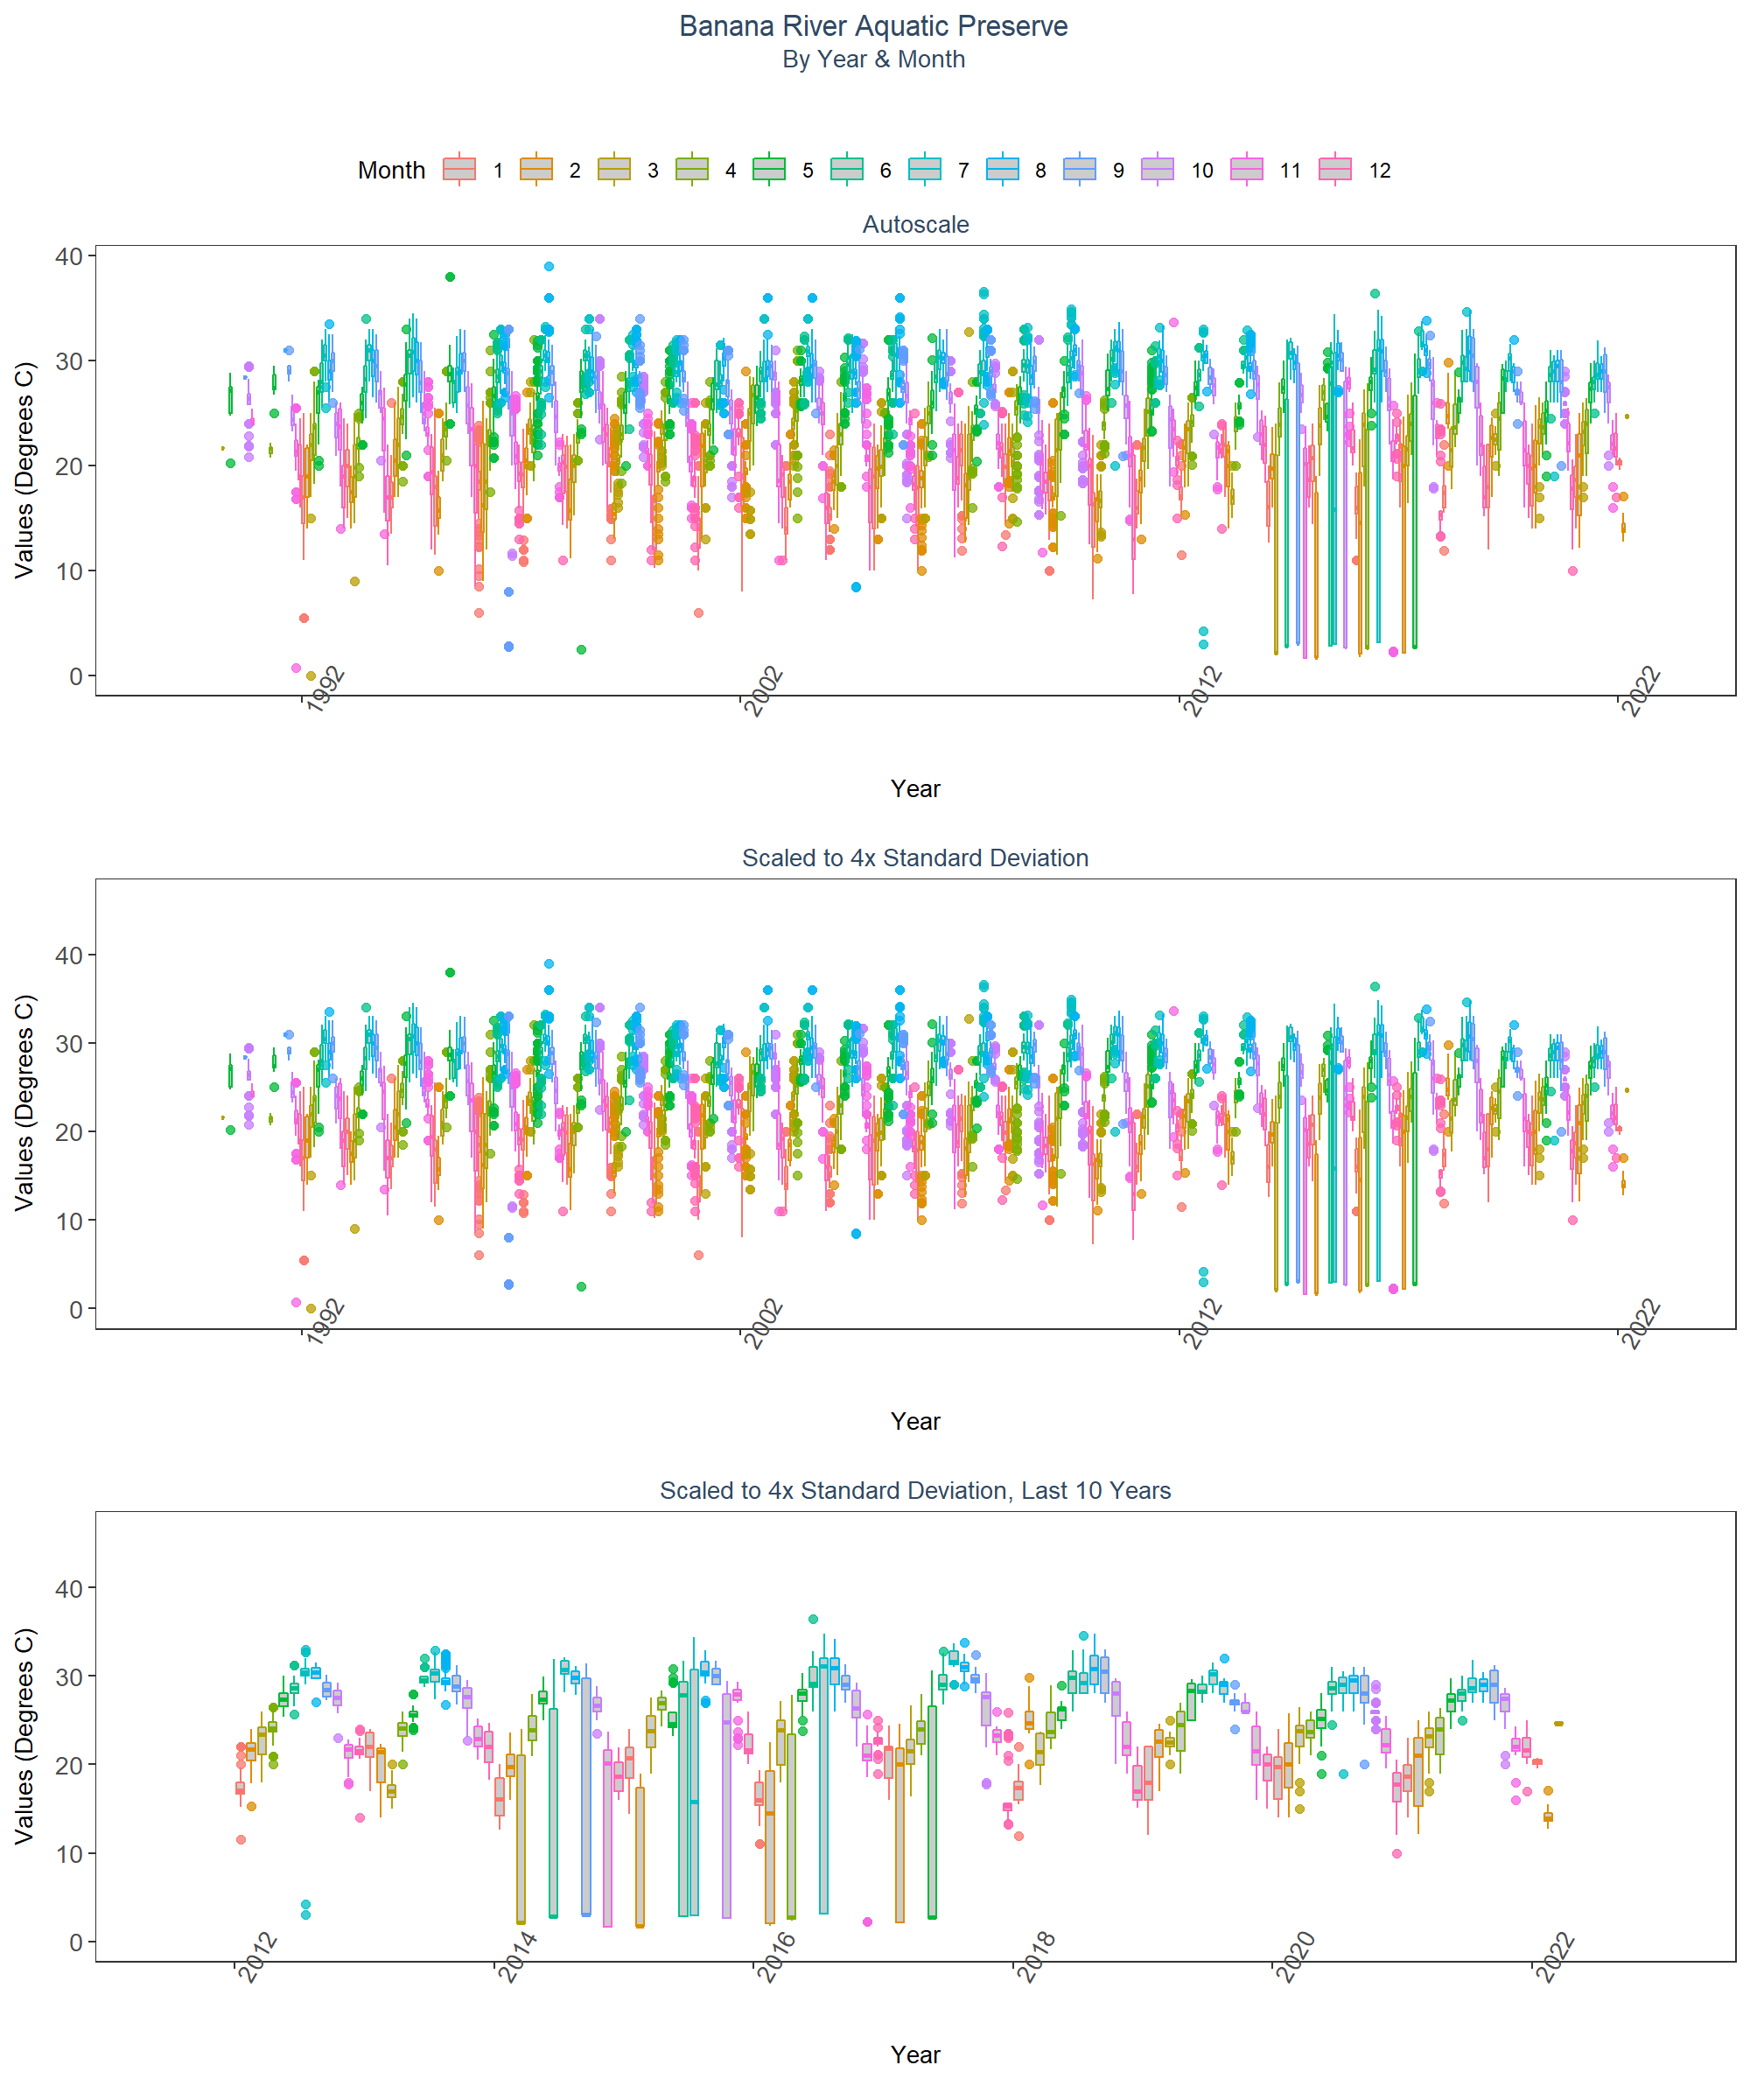 Banana River Aquatic Preserve
By Year & Month
Month 1 2 3 4 5 6 7 8 9 10 11 12
Autoscale
Values (Degrees C)
40
30
20
10
0
1992 2002 2012 2022
Year
Scaled to 4x Standard Deviation
Values (Degrees C)
40
30
20
10
0
1992 2002 2012 2022
Year
Scaled to 4x Standard Deviation, Last 10 Years
Values (Degrees C)
40
30
20
10
0
2012 2014 2016 2018 2020 2022
Year